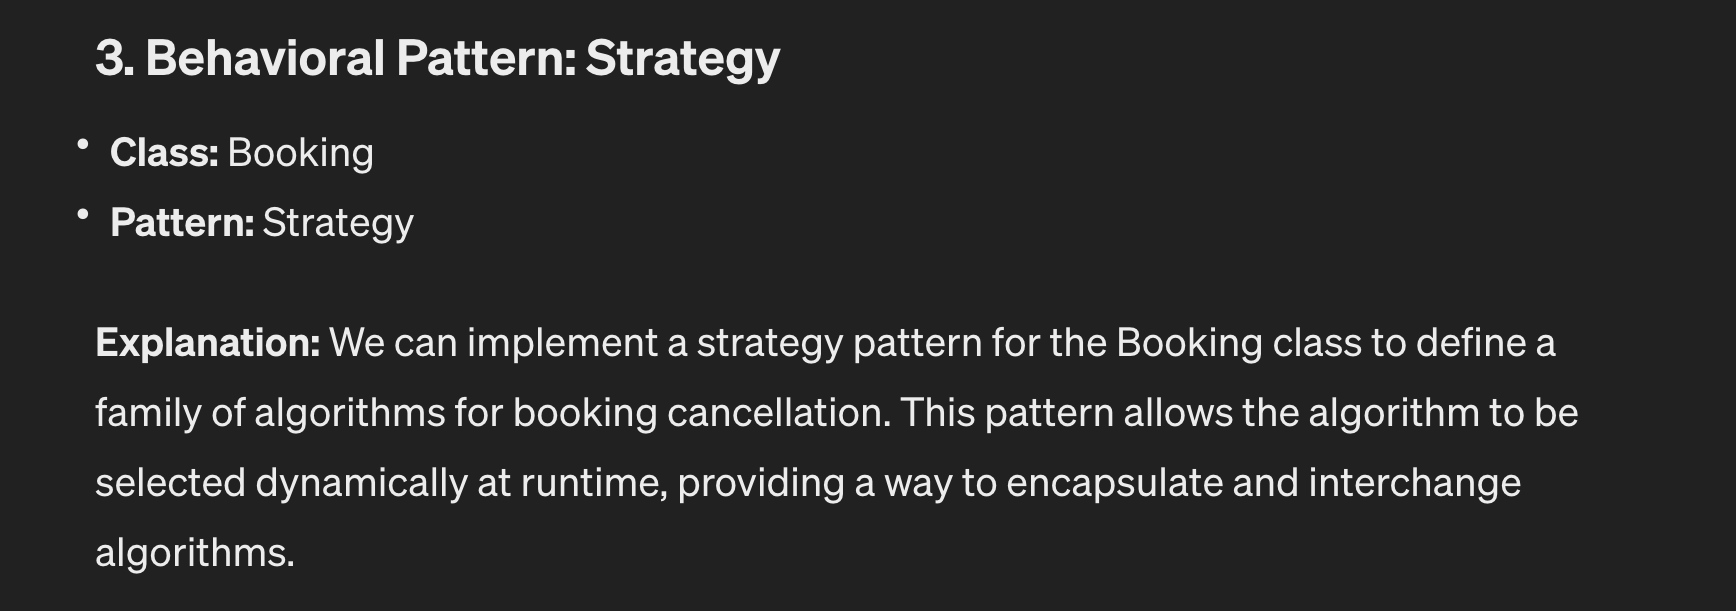 3. Behavioral Pattern: Strategy
• Class: Booking
• Pattern: Strategy
Explanation: We can implement a strategy pattern for the Booking class to define a
family of algorithms for booking cancellation. This pattern allows the algorithm to be
selected dynamically at runtime, providing a way to encapsulate and interchange
algorithms.